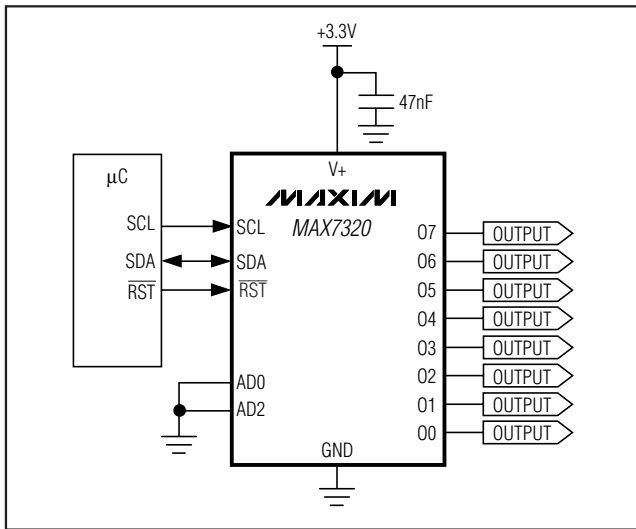 +3.3V
47nF
μC
V+
MAXIM
MAX7320
SCL
SCL
SDA
SDA
RST
RST
AD0
AD2
O7
OUTPUT
O6
OUTPUT
O5
OUTPUT
O4
OUTPUT
O3
OUTPUT
O2
OUTPUT
O1
OUTPUT
O0
OUTPUT
GND